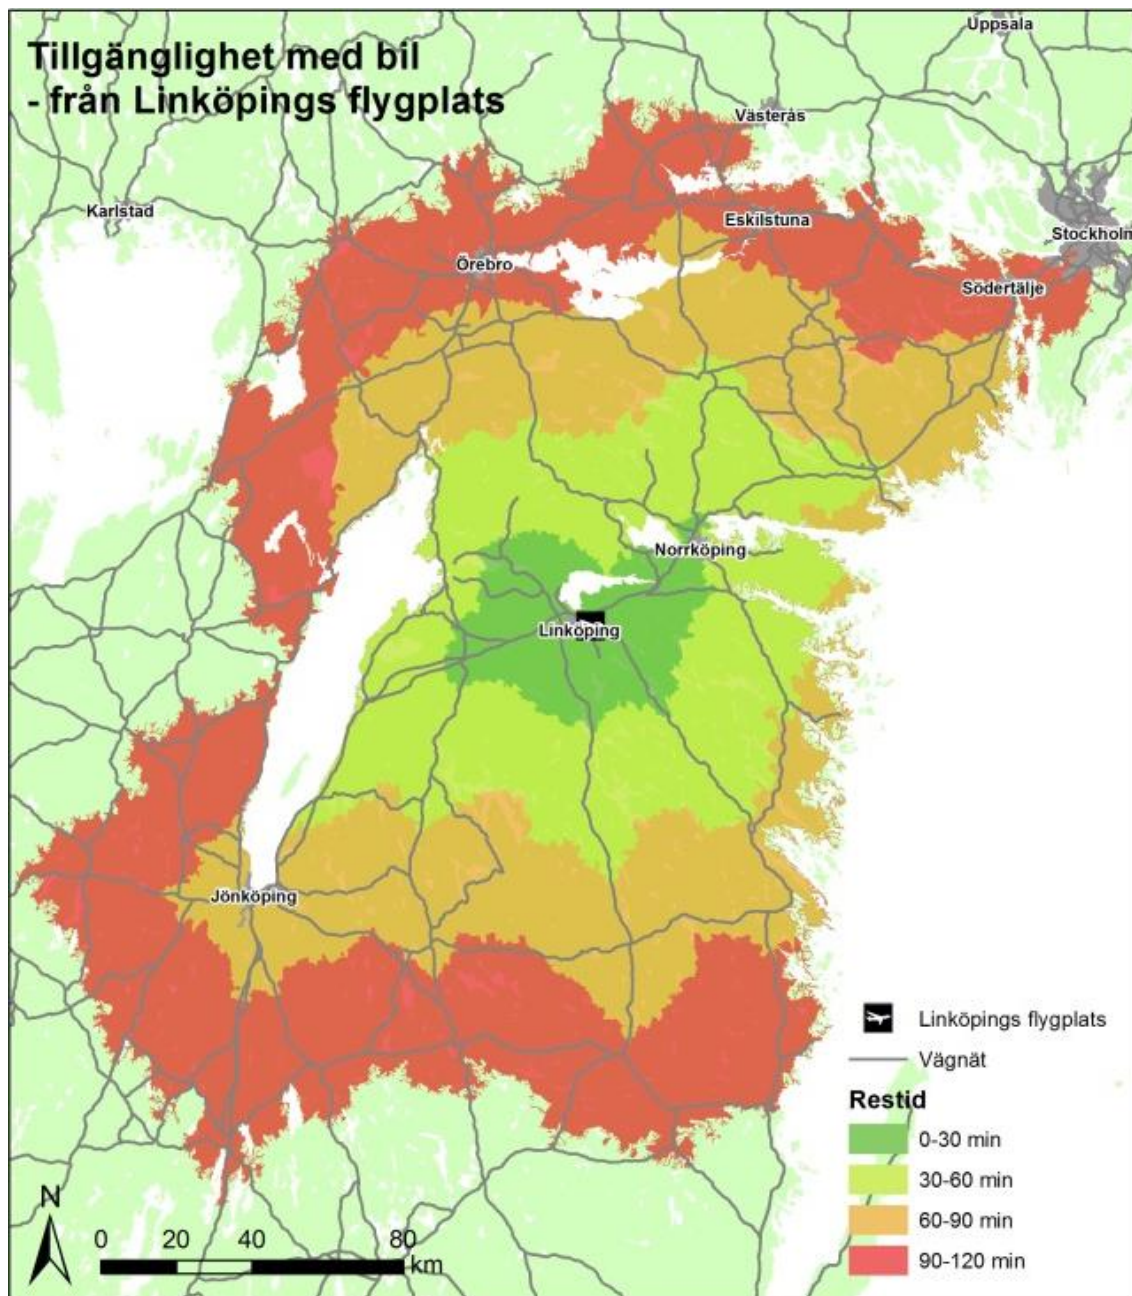 Tillgänglighet med bil
- från Linköpings flygplats
Uppsala
Västerås
Karlstad
Eskilstuna
Stockholm
Örebro
Södertälje
Norrköping
Linköping
Jönköping
Linköpings flygplats
Vägnät
Restid
0-30 min
30-60 min
60-90 min
90-120 min
N
0 20 40 80
km